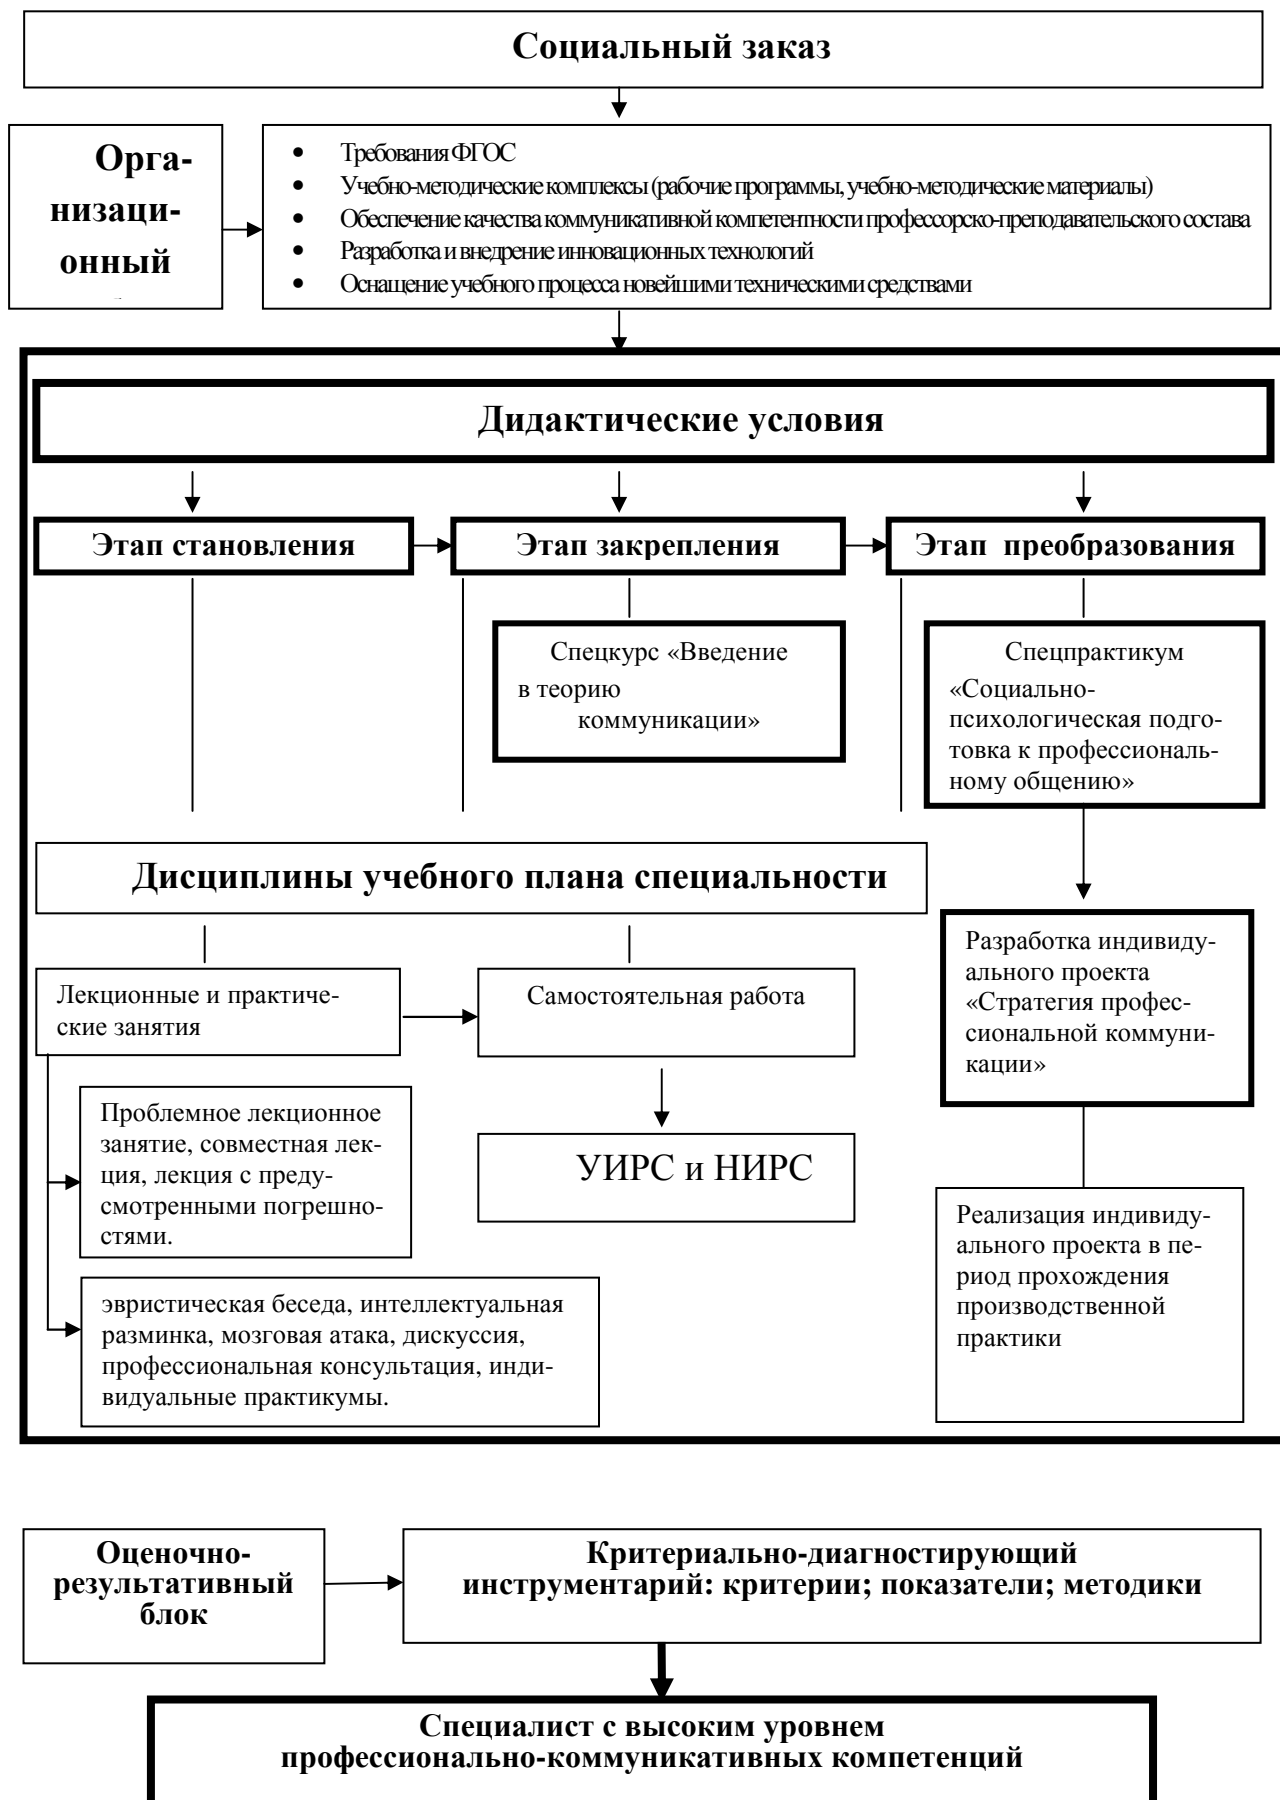 Социальный заказ
Орга-
низаци-
онный
• Требования ФГОС
• Учебно-методические комплексы (рабочие программы, учебно-методические материалы)
• Обеспечение качества коммуникативной компетентности профессорско-преподавательского состава
• Разработка и внедрение инновационных технологий
• Оснащение учебного процесса новейшими техническими средствами
Дидактические условия
Этап становления
Этап закрепления
Этап преобразования
Спецкурс «Введение
в теорию
коммуникации»
Спецпрактикум
«Социально-
психологическая подго-
товка к профессиональ-
ному общению»
Дисциплины учебного плана специальности
Лекционные и практиче-
ские занятия
Самостоятельная работа
Разработка индивиду-
ального проекта
«Стратегия профес-
сиональной коммуни-
кации»
Проблемное лекционное
занятие, совместная лек-
ция, лекция с преду-
смотренными погрешно-
стями.
УИРС и НИРС
Реализация индивиду-
ального проекта в пе-
риод прохождения
производственной
практики
эвристическая беседа, интеллектуальная
разминка, мозговая атака, дискуссия,
профессиональная консультация, инди-
видуальные практикумы.
Оценочно-
результативный
блок
Критериально-диагностирующий
инструментарий: критерии; показатели; методики
Специалист с высоким уровнем
профессионально-коммуникативных компетенций